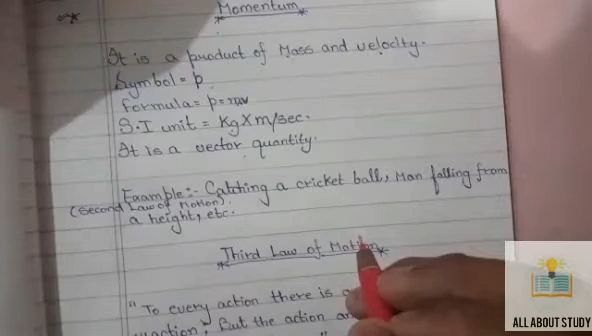 Momentum
It is a product of Mass and velocity.
Symbol = p
formula = p = mv
S.I unit = Kg X m/sec.
It is a vector quantity.
Example:- Catching a cricket ball, Man falling from
(Second Law of Motion)
a height, etc.
Third Law of Motion
"To every action there is
reaction". But the action
ALL ABOUT STUDY